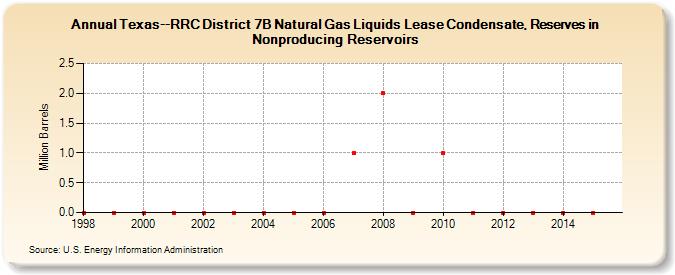 Annual Texas--RRC District 7B Natural Gas Liquids Lease Condensate, Reserves in
Nonproducing Reservoirs
Million Barrels
2.5
2.0
1.5
1.0
0.5
0.0
1998 2000 2002 2004 2006 2008 2010 2012 2014
Source: U.S. Energy Information Administration